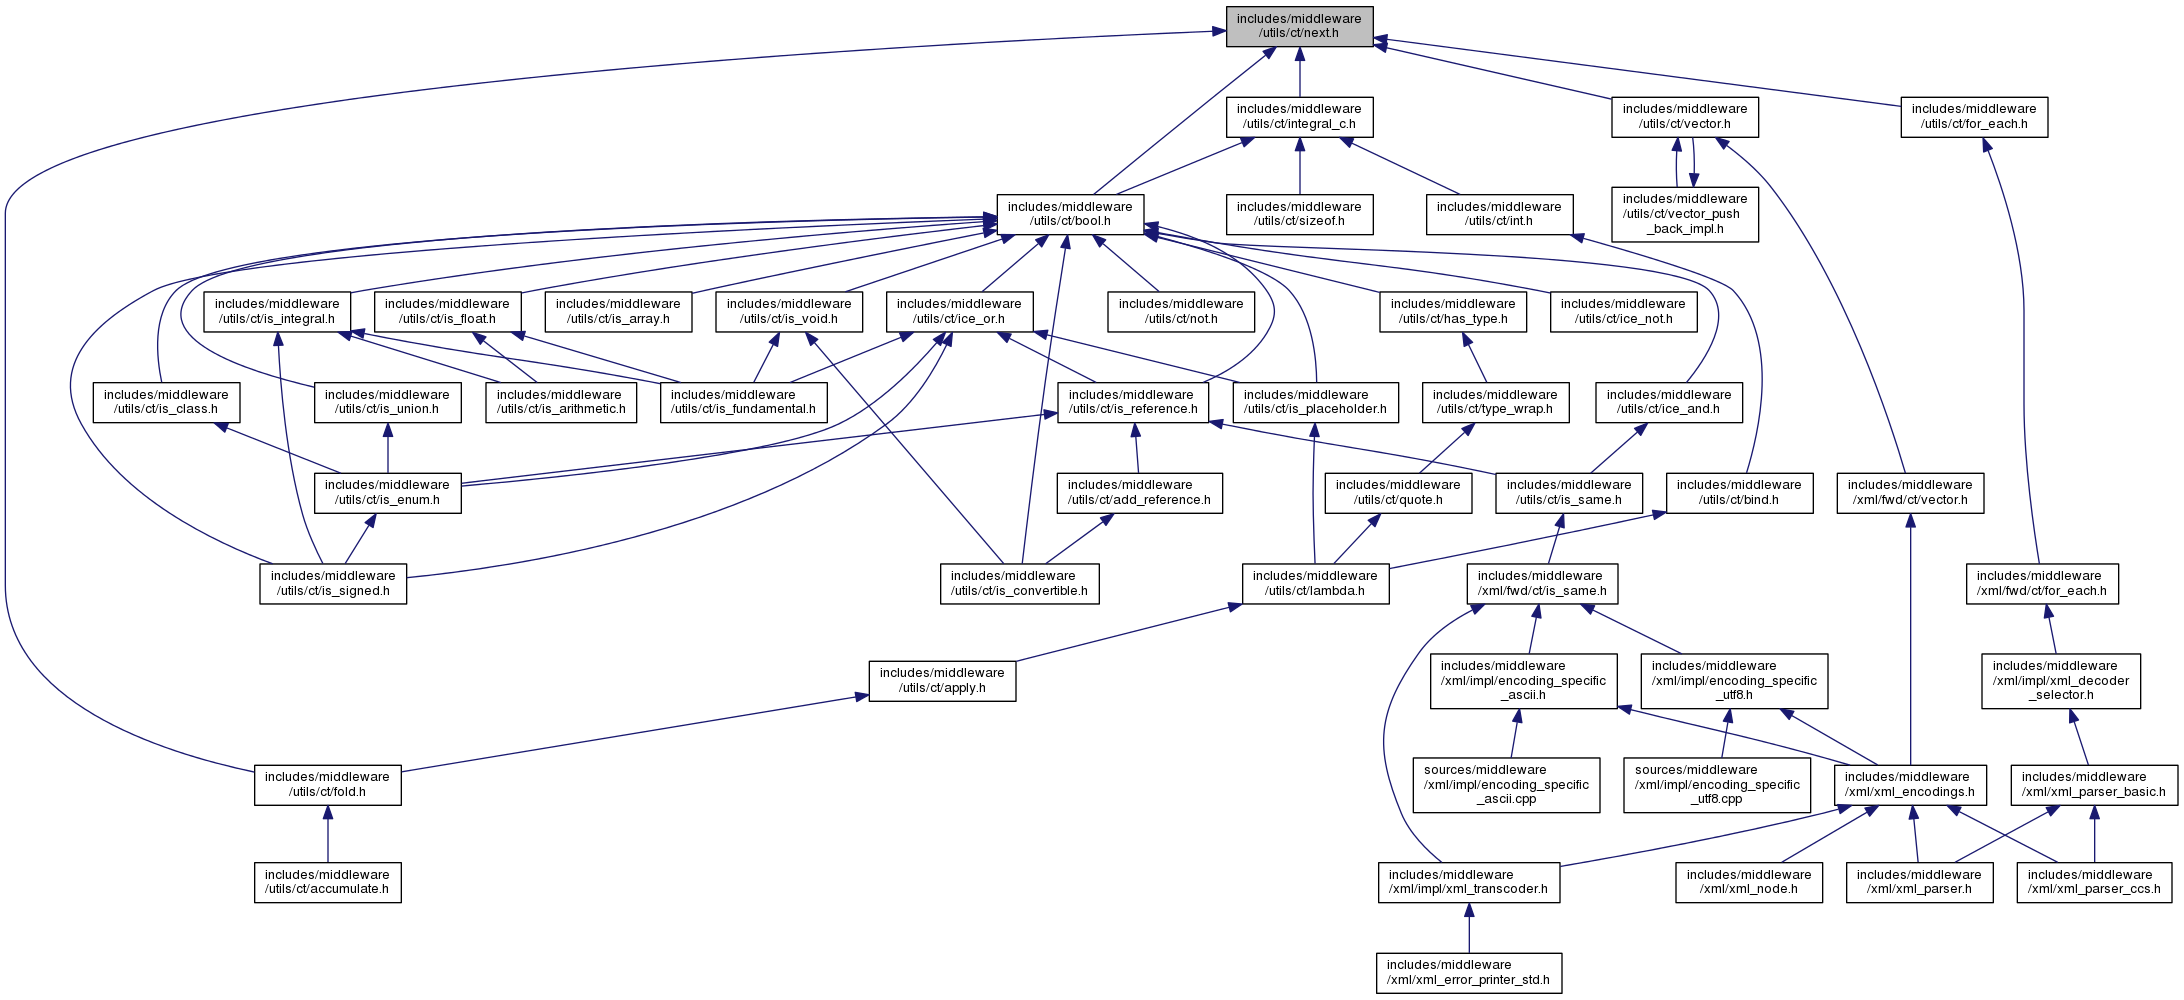 includes/middleware
/utils/ct/next.h
includes/middleware
/utils/ct/integral_c.h
includes/middleware
/utils/ct/vector.h
includes/middleware
/utils/ct/for_each.h
includes/middleware
/utils/ct/bool.h
includes/middleware
/utils/ct/sizeof.h
includes/middleware
/utils/ct/int.h
includes/middleware
/utils/ct/vector_push
_back_impl.h
includes/middleware
/utils/ct/is_integral.h
includes/middleware
/utils/ct/is_float.h
includes/middleware
/utils/ct/is_array.h
includes/middleware
/utils/ct/is_void.h
includes/middleware
/utils/ct/ice_or.h
includes/middleware
/utils/ct/not.h
includes/middleware
/utils/ct/has_type.h
includes/middleware
/utils/ct/ice_not.h
includes/middleware
/utils/ct/is_class.h
includes/middleware
/utils/ct/is_union.h
includes/middleware
/utils/ct/is_arithmetic.h
includes/middleware
/utils/ct/is_fundamental.h
includes/middleware
/utils/ct/is_reference.h
includes/middleware
/utils/ct/is_placeholder.h
includes/middleware
/utils/ct/type_wrap.h
includes/middleware
/utils/ct/ice_and.h
includes/middleware
/utils/ct/is_enum.h
includes/middleware
/utils/ct/add_reference.h
includes/middleware
/utils/ct/quote.h
includes/middleware
/utils/ct/is_same.h
includes/middleware
/utils/ct/bind.h
includes/middleware
/xml/fwd/ct/vector.h
includes/middleware
/utils/ct/is_signed.h
includes/middleware
/utils/ct/is_convertible.h
includes/middleware
/utils/ct/lambda.h
includes/middleware
/xml/fwd/ct/is_same.h
includes/middleware
/xml/fwd/ct/for_each.h
includes/middleware
/utils/ct/apply.h
includes/middleware
/xml/impl/encoding_specific
_ascii.h
includes/middleware
/xml/impl/encoding_specific
_utf8.h
includes/middleware
/xml/impl/xml_decoder
_selector.h
includes/middleware
/utils/ct/fold.h
sources/middleware
/xml/impl/encoding_specific
_ascii.cpp
sources/middleware
/xml/impl/encoding_specific
_utf8.cpp
includes/middleware
/xml/xml_encodings.h
includes/middleware
/xml/xml_parser_basic.h
includes/middleware
/utils/ct/accumulate.h
includes/middleware
/xml/impl/xml_transcoder.h
includes/middleware
/xml/xml_node.h
includes/middleware
/xml/xml_parser.h
includes/middleware
/xml/xml_parser_ccs.h
includes/middleware
/xml/xml_error_printer_std.h